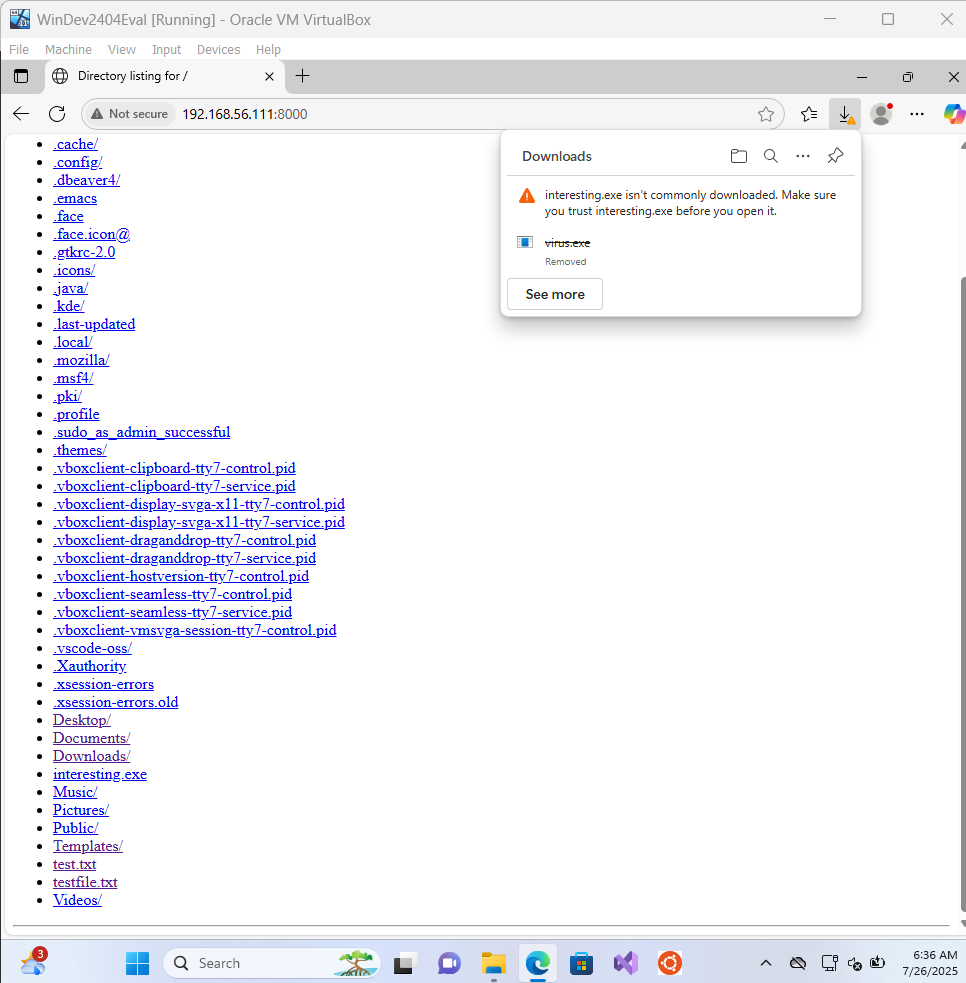 WinDev2404Eval [Running] - Oracle VM VirtualBox
File Machine View Input Devices Help
Directory listing for /
Not secure 192.168.56.111:8000
.cache/
.config/
.dbeaver4/
.emacs
.face
.face.icon@
.gtkrc-2.0
.icons/
.java/
.kde/
.last-updated
.local/
.mozilla/
.msf4/
.pki/
.profile
.sudo_as_admin_successful
.themes/
.vboxclient-clipboard-tty7-control.pid
.vboxclient-clipboard-tty7-service.pid
.vboxclient-display-svga-x11-tty7-control.pid
.vboxclient-display-svga-x11-tty7-service.pid
.vboxclient-draganddrop-tty7-control.pid
.vboxclient-draganddrop-tty7-service.pid
.vboxclient-hostversion-tty7-control.pid
.vboxclient-seamless-tty7-control.pid
.vboxclient-seamless-tty7-service.pid
.vboxclient-vmsvga-session-tty7-control.pid
.vscode-oss/
.Xauthority
.xsession-errors
.xsession-errors.old
Desktop/
Documents/
Downloads/
interesting.exe
Music/
Pictures/
Public/
Templates/
test.txt
testfile.txt
Videos/
Downloads
interesting.exe isn't commonly downloaded. Make sure
you trust interesting.exe before you open it.
virus.exe
Removed
See more
3
Search
6:36 AM
7/26/2025